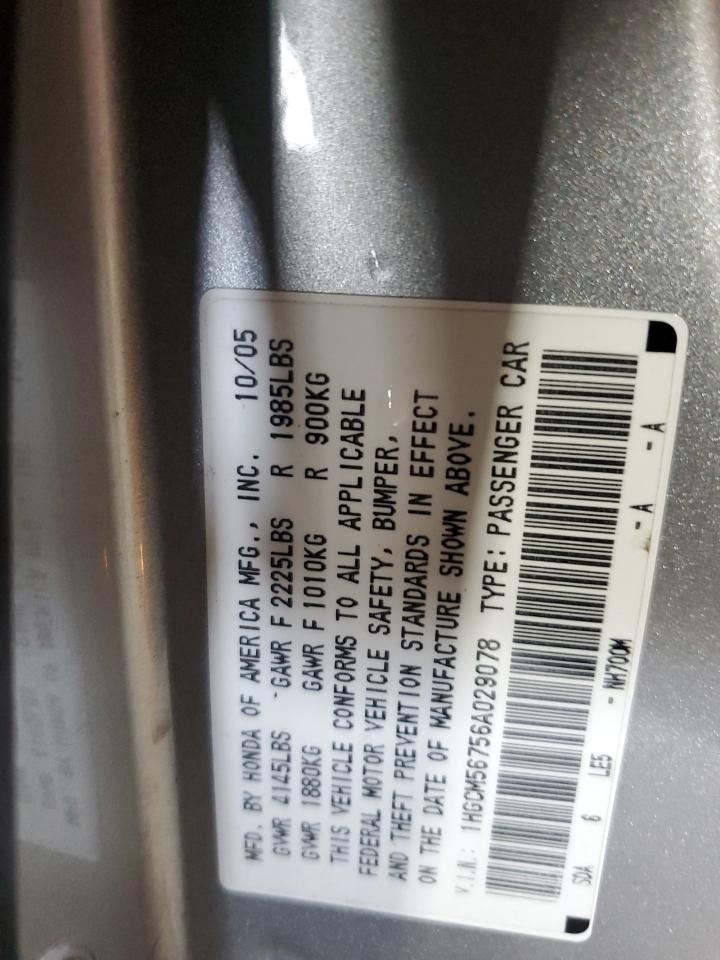 MFD. BY HONDA OF AMERICA MFG., INC. 10/05
GVWR 4145LBS GAWR F 2225LBS R 1985LBS
GVWR 1880KG GAWR F 1010KG R 900KG
THIS VEHICLE CONFORMS TO ALL APPLICABLE
FEDERAL MOTOR VEHICLE SAFETY, BUMPER,
AND THEFT PREVENTION STANDARDS IN EFFECT
ON THE DATE OF MANUFACTURE SHOWN ABOVE.
V.I.N.: 1HGCM56756A029078 TYPE: PASSENGER CAR
SDA 6 LE5 - NH700M -A -A